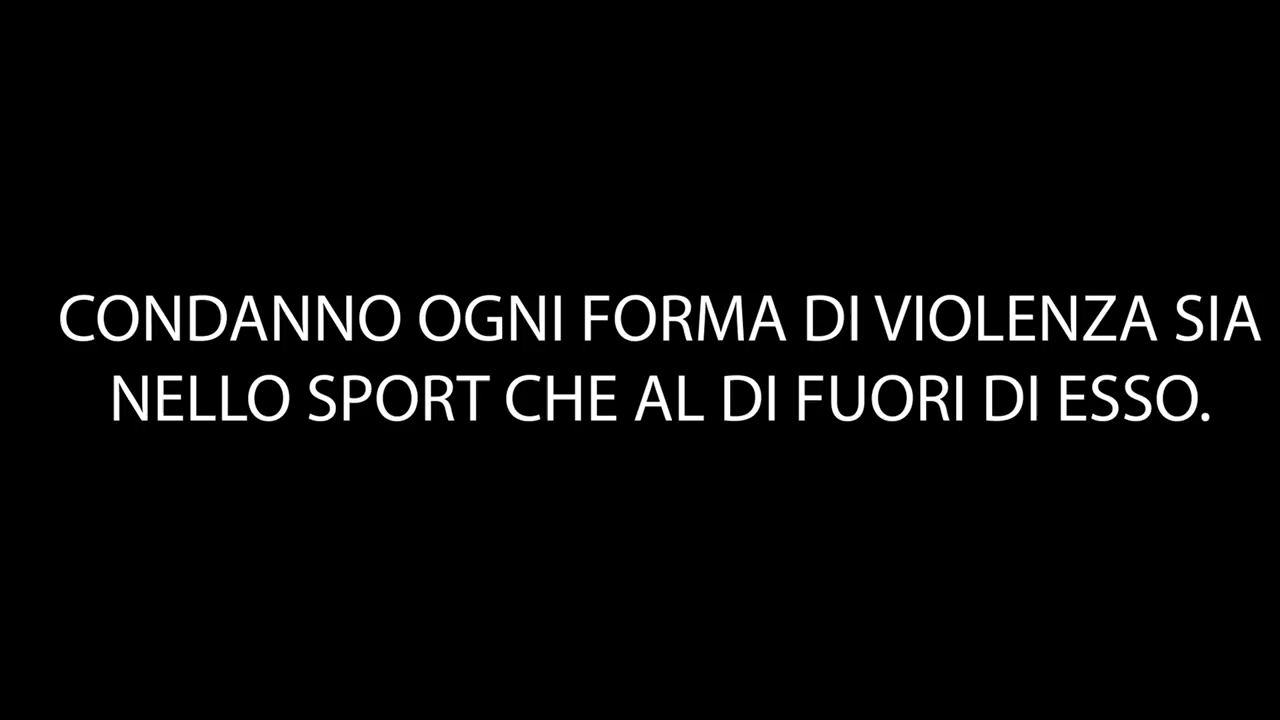 CONDANNO OGNI FORMA DI VIOLENZA SIA
NELLO SPORT CHE AL DI FUORI DI ESSO.